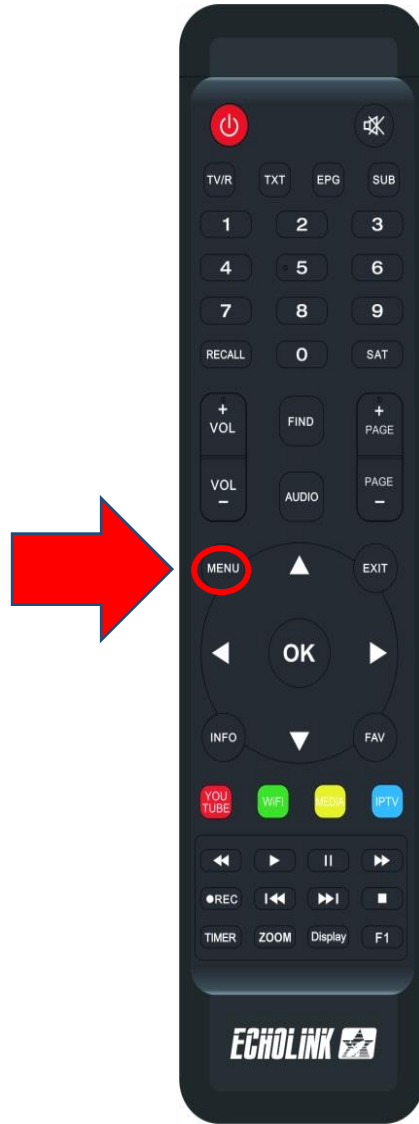 TV/R TXT EPG SUB
1 2 3
4 5 6
7 8 9
RECALL 0 SAT
+ VOL FIND + PAGE
VOL - AUDIO PAGE -
MENU EXIT
OK
INFO FAV
YOU TUBE WiFi MEDIA IPTV
●REC
TIMER ZOOM Display F1
ECHOLINK